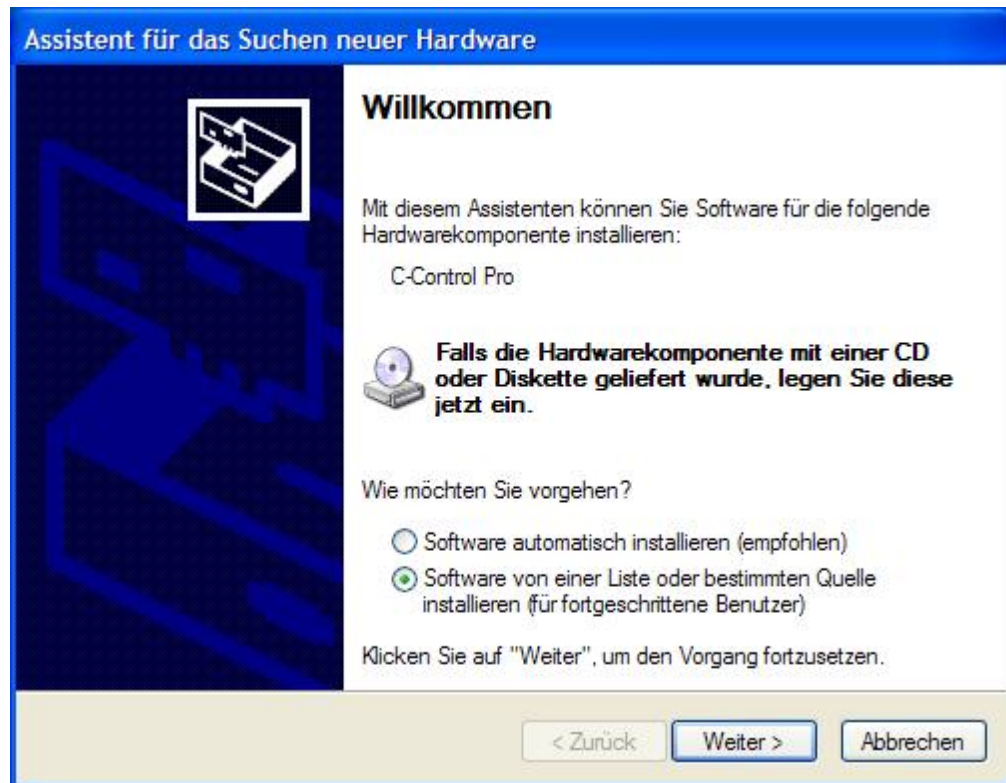 Assistent für das Suchen neuer Hardware
Willkommen
Mit diesem Assistenten können Sie Software für die folgende
Hardwarekomponente installieren:
C-Control Pro
Falls die Hardwarekomponente mit einer CD
oder Diskette geliefert wurde, legen Sie diese
jetzt ein.
Wie möchten Sie vorgehen?
Software automatisch installieren (empfohlen)
Software von einer Liste oder bestimmten Quelle
installieren (für fortgeschrittene Benutzer)
Klicken Sie auf "Weiter", um den Vorgang fortzusetzen.
< Zurück Weiter > Abbrechen